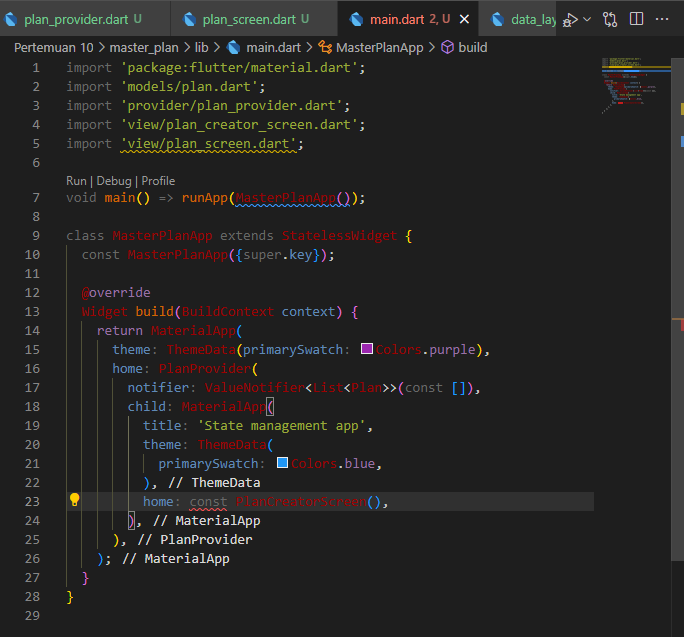 plan_provider.dart U
plan_screen.dart U
main.dart 2, U
data_lay
Pertemuan 10 > master_plan > lib > main.dart > MasterPlanApp > build
1 import 'package:flutter/material.dart';
2 import 'models/plan.dart';
3 import 'provider/plan_provider.dart';
4 import 'view/plan_creator_screen.dart';
5 import 'view/plan_screen.dart';
6
Run | Debug | Profile
7 void main() => runApp(MasterPlanApp());
8
9 class MasterPlanApp extends StatelessWidget {
10 const MasterPlanApp({super.key});
11
12 @override
13 Widget build(BuildContext context) {
14 return MaterialApp(
15 theme: ThemeData(primarySwatch: Colors.purple),
16 home: PlanProvider(
17 notifier: ValueNotifier<List<Plan>>(const []),
18 child: MaterialApp(
19 title: 'State management app',
20 theme: ThemeData(
21 primarySwatch: Colors.blue,
22 ), // ThemeData
23 home: const PlanCreatorScreen(),
24 ), // MaterialApp
25 ), // PlanProvider
26 ); // MaterialApp
27 }
28 }
29